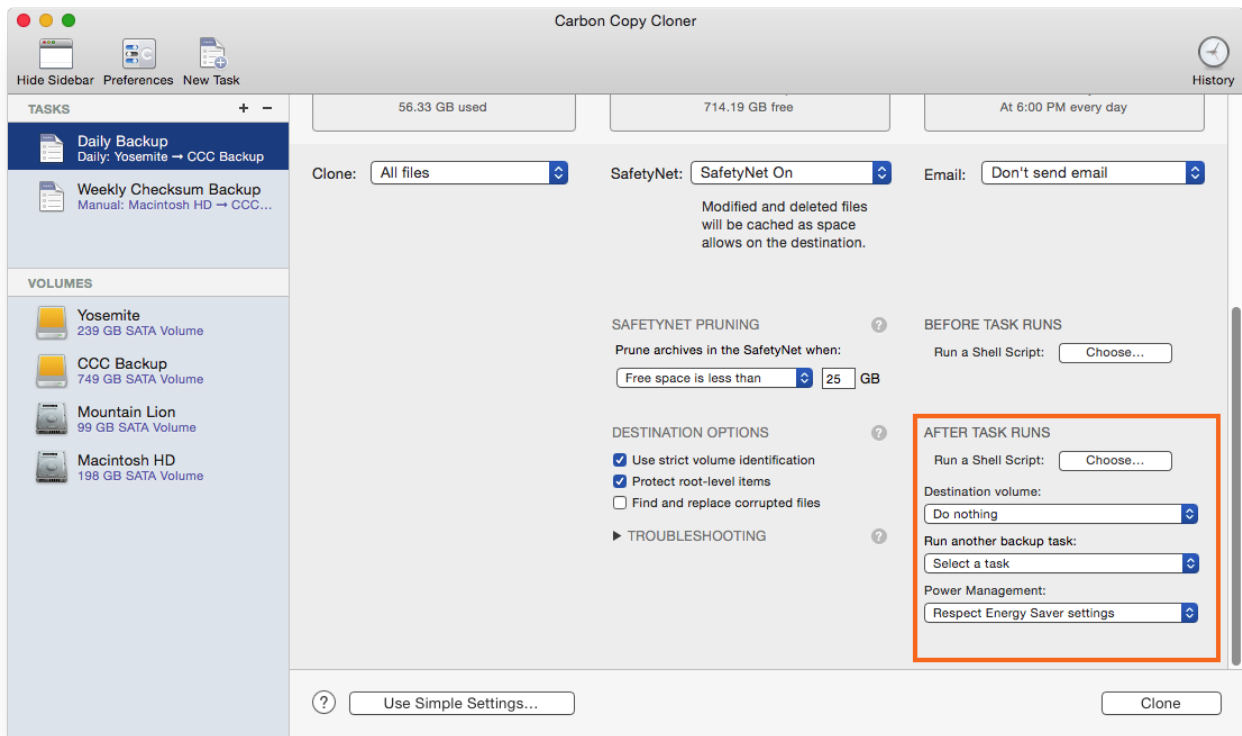 Carbon Copy Cloner
Hide Sidebar Preferences New Task
History
TASKS + −
Daily Backup
Daily: Yosemite → CCC Backup
Weekly Checksum Backup
Manual: Macintosh HD → CCC...
VOLUMES
Yosemite
239 GB SATA Volume
CCC Backup
749 GB SATA Volume
Mountain Lion
99 GB SATA Volume
Macintosh HD
198 GB SATA Volume
56.33 GB used
714.19 GB free
At 6:00 PM every day
Clone: All files
SafetyNet: SafetyNet On
Modified and deleted files
will be cached as space
allows on the destination.
Email: Don't send email
SAFETYNET PRUNING ?
Prune archives in the SafetyNet when:
Free space is less than 25 GB
DESTINATION OPTIONS ?
Use strict volume identification
Protect root-level items
Find and replace corrupted files
TROUBLESHOOTING ?
BEFORE TASK RUNS
Run a Shell Script: Choose...
AFTER TASK RUNS
Run a Shell Script: Choose...
Destination volume:
Do nothing
Run another backup task:
Select a task
Power Management:
Respect Energy Saver settings
? Use Simple Settings...
Clone